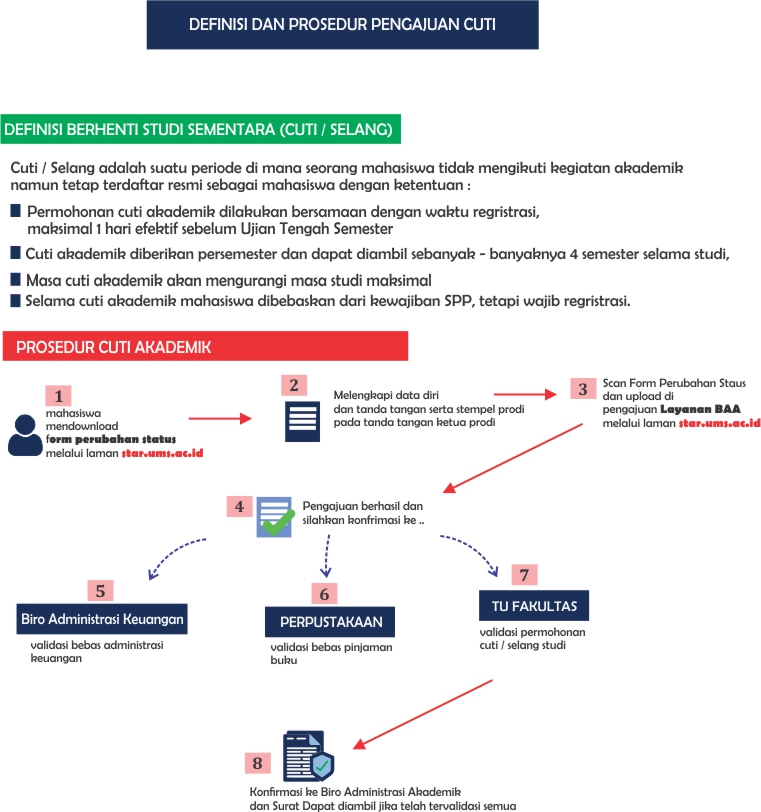 DEFINISI DAN PROSEDUR PENGAJUAN CUTI
DEFINISI BERHENTI STUDI SEMENTARA (CUTI / SELANG)
Cuti / Selang adalah suatu periode di mana seorang mahasiswa tidak mengikuti kegiatan akademik
namun tetap terdaftar resmi sebagai mahasiswa dengan ketentuan :
Permohonan cuti akademik dilakukan bersamaan dengan waktu regristrasi,
maksimal 1 hari efektif sebelum Ujian Tengah Semester
Cuti akademik diberikan persemester dan dapat diambil sebanyak - banyaknya 4 semester selama studi,
Masa cuti akademik akan mengurangi masa studi maksimal
Selama cuti akademik mahasiswa dibebaskan dari kewajiban SPP, tetapi wajib regristrasi.
PROSEDUR CUTI AKADEMIK
1
mahasiswa
mendownload
form perubahan status
melalui laman star.ums.ac.id
2
Melengkapi data diri
dan tanda tangan serta stempel prodi
pada tanda tangan ketua prodi
3
Scan Form Perubahan Staus
dan upload di
pengajuan Layanan BAA
melalui laman star.ums.ac.id
4
Pengajuan berhasil dan
silahkan konfrimasi ke ..
5
Biro Administrasi Keuangan
validasi bebas administrasi
keuangan
6
PERPUSTAKAAN
validasi bebas pinjaman
buku
7
TU FAKULTAS
validasi permohonan
cuti / selang studi
8
Konfirmasi ke Biro Administrasi Akademik
dan Surat Dapat diambil jika telah tervalidasi semua